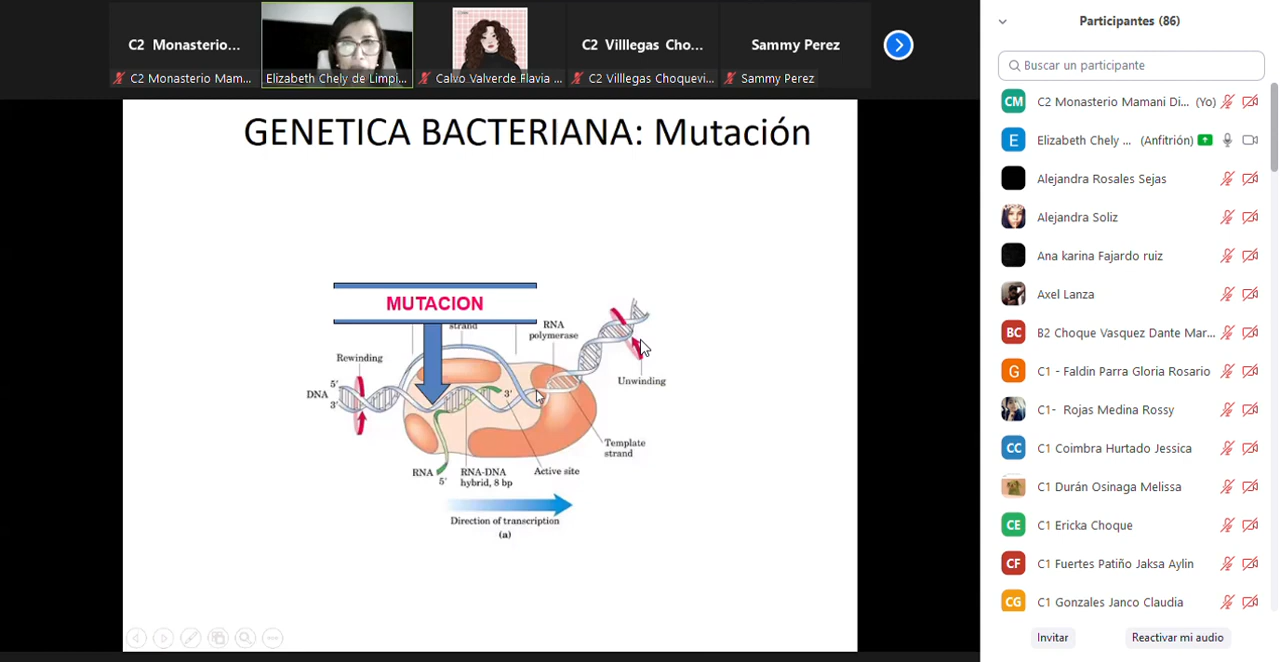 C2 Monasterio...
C2 Villlegas Cho...
Sammy Perez
C2 Monasterio Mam...
Elizabeth Chely de Limpi...
Calvo Valverde Flavia ...
C2 Villlegas Choquevi...
Sammy Perez
GENETICA BACTERIANA: Mutación
MUTACION
strand
RNA
polymerase
Rewinding
Unwinding
DNA
5'
3'
3'
Template
strand
RNA
5'
RNA-DNA
hybrid, 8 bp
Active site
Direction of transcription
(a)
Participantes (86)
Buscar un participante
CM C2 Monasterio Mamani Di... (Yo)
E Elizabeth Chely ... (Anfitrión)
Alejandra Rosales Sejas
Alejandra Soliz
Ana karina Fajardo ruiz
Axel Lanza
BC B2 Choque Vasquez Dante Mar...
G C1 - Faldin Parra Gloria Rosario
C1- Rojas Medina Rossy
CC C1 Coimbra Hurtado Jessica
C1 Durán Osinaga Melissa
CE C1 Ericka Choque
CF C1 Fuertes Patiño Jaksa Aylin
CG C1 Gonzales Janco Claudia
Invitar
Reactivar mi audio